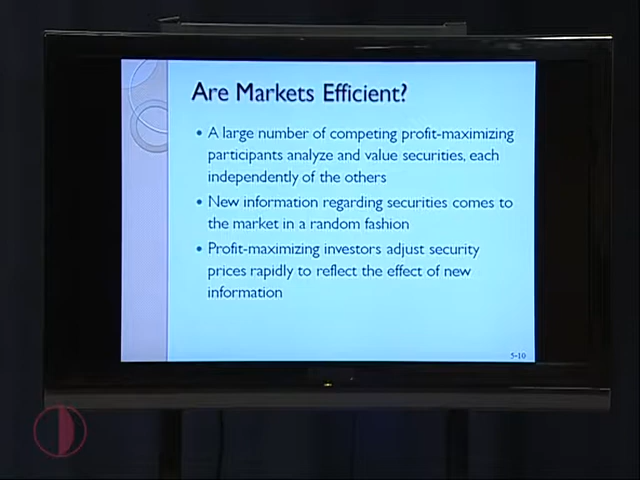 Are Markets Efficient?
• A large number of competing profit-maximizing
participants analyze and value securities, each
independently of the others
• New information regarding securities comes to
the market in a random fashion
• Profit-maximizing investors adjust security
prices rapidly to reflect the effect of new
information
5-10